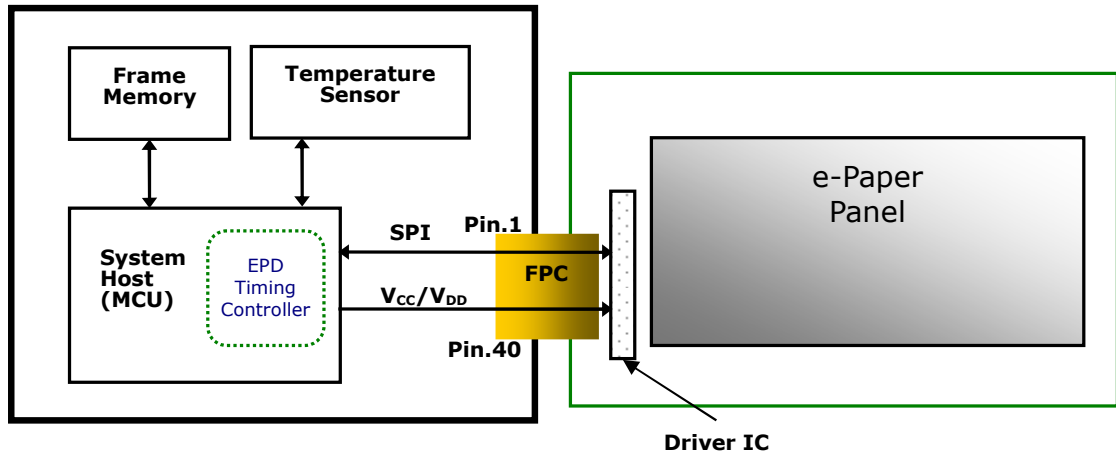 Frame
Memory
Temperature
Sensor
System
Host
(MCU)
EPD
Timing
Controller
SPI
VCC/VDD
Pin.1
FPC
Pin.40
e-Paper
Panel
Driver IC